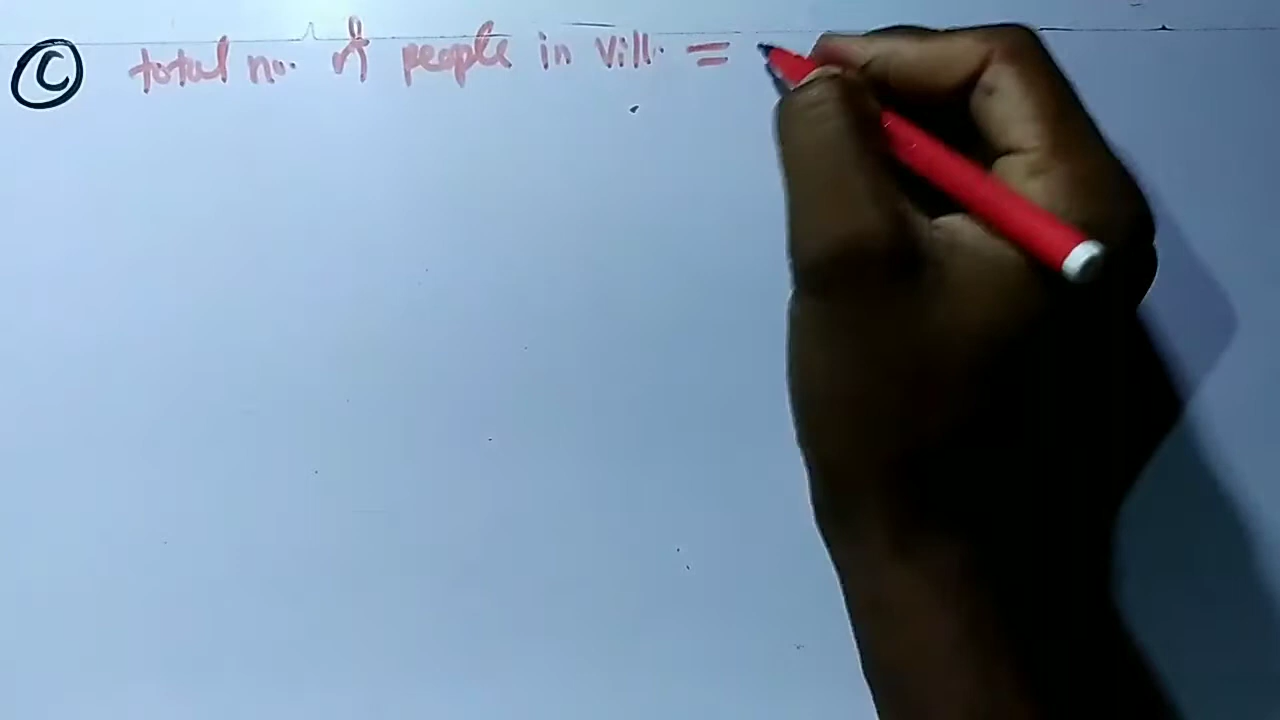 Ⓒ total no. of people in vill. =